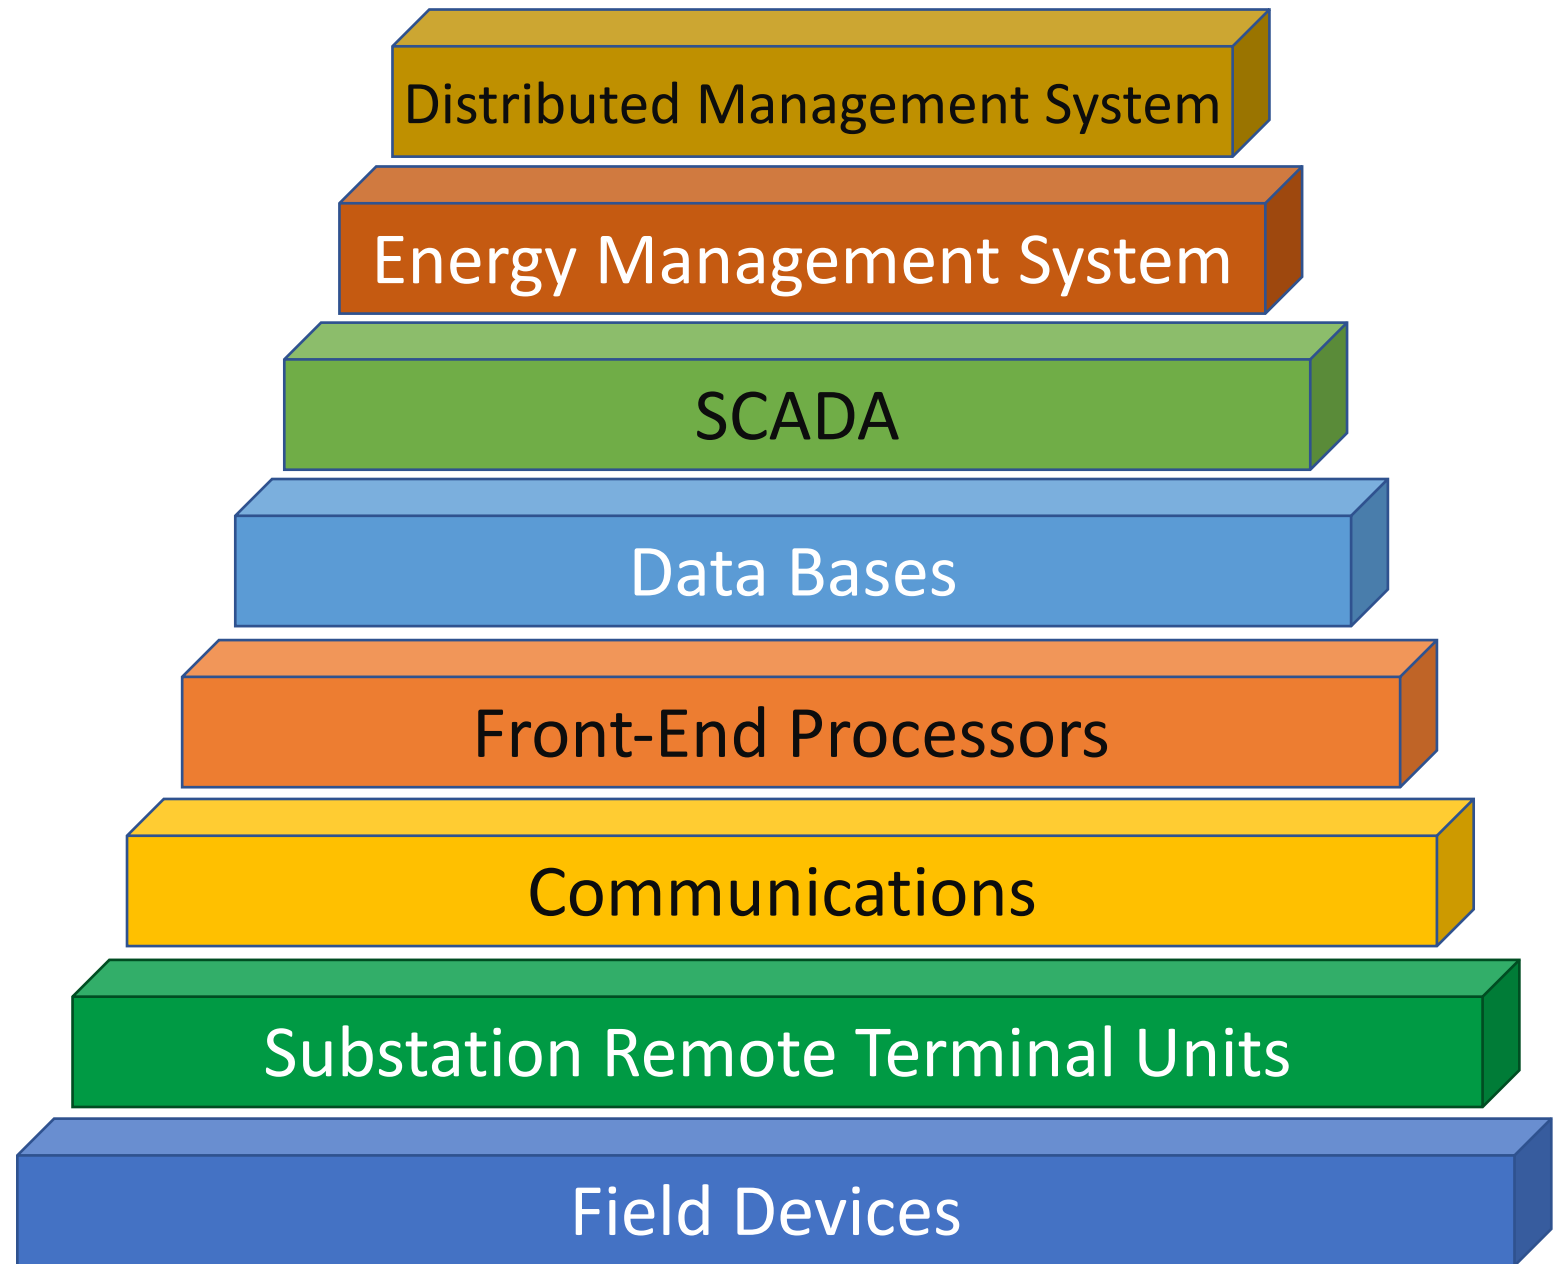 Distributed Management System
Energy Management System
SCADA
Data Bases
Front-End Processors
Communications
Substation Remote Terminal Units
Field Devices